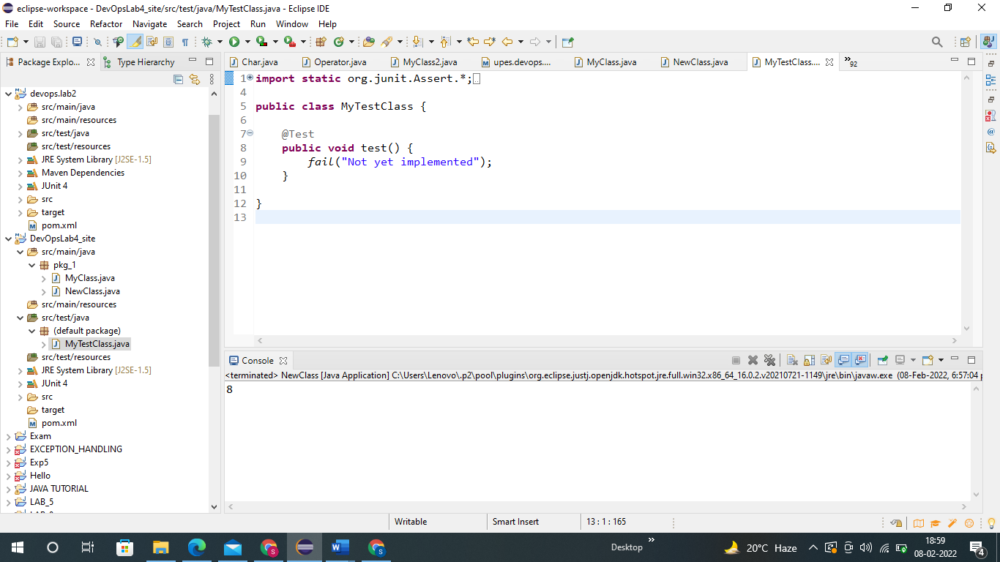 eclipse-workspace - DevOpsLab4_site/src/test/java/MyTestClass.java - Eclipse IDE
File Edit Source Refactor Navigate Search Project Run Window Help
Package Explo... Type Hierarchy
devops.lab2
src/main/java
src/main/resources
src/test/java
src/test/resources
JRE System Library [J2SE-1.5]
Maven Dependencies
JUnit 4
src
target
pom.xml
DevOpsLab4_site
src/main/java
pkg_1
MyClass.java
NewClass.java
src/main/resources
src/test/java
(default package)
MyTestClass.java
src/test/resources
JRE System Library [J2SE-1.5]
JUnit 4
src
target
pom.xml
Exam
EXCEPTION_HANDLING
Exp5
Hello
JAVA TUTORIAL
LAB_5
Char.java Operator.java MyClass2.java upes.devops.... MyClass.java NewClass.java MyTestClass.... »92
1 import static org.junit.Assert.*;
4
5 public class MyTestClass {
6
7 @Test
8 public void test() {
9 fail("Not yet implemented");
10 }
11
12 }
13
Console
<terminated> NewClass [Java Application] C:\Users\Lenovo\.p2\pool\plugins\org.eclipse.justj.openjdk.hotspot.jre.full.win32.x86_64_16.0.2.v20210721-1149\jre\bin\javaw.exe (08-Feb-2022, 6:57:04 p
8
Writable Smart Insert 13 : 1 : 165
Desktop » 20°C Haze 18:59
08-02-2022 4